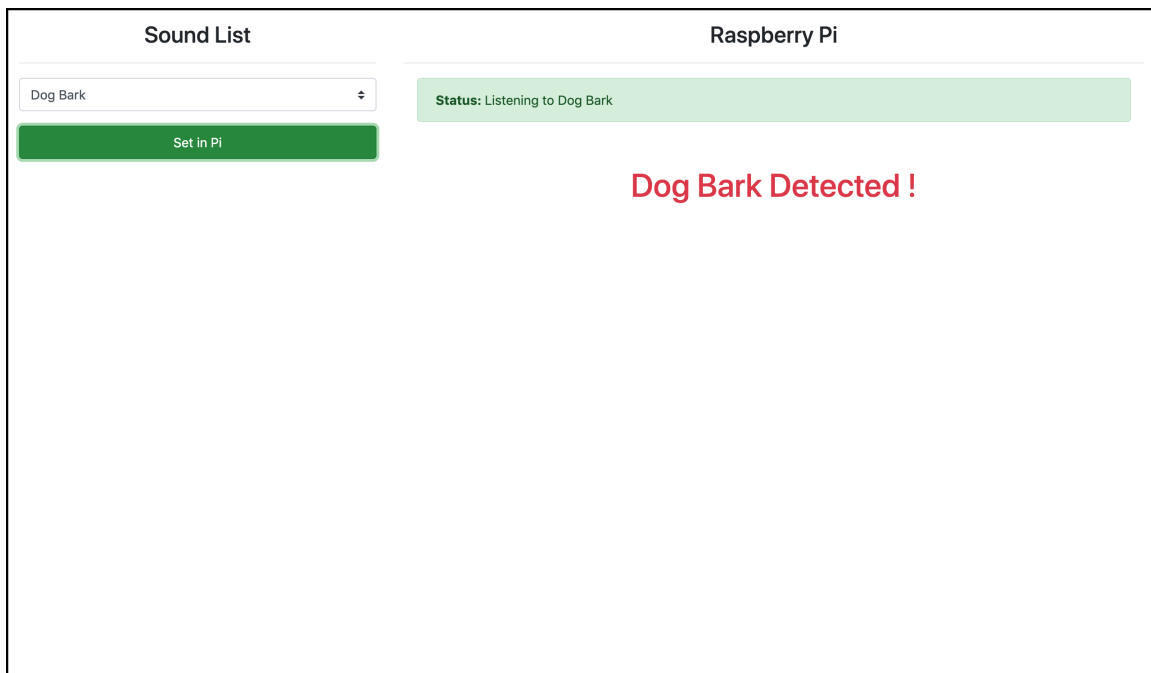 Sound List
Dog Bark
Set in Pi
Raspberry Pi
Status: Listening to Dog Bark
Dog Bark Detected !